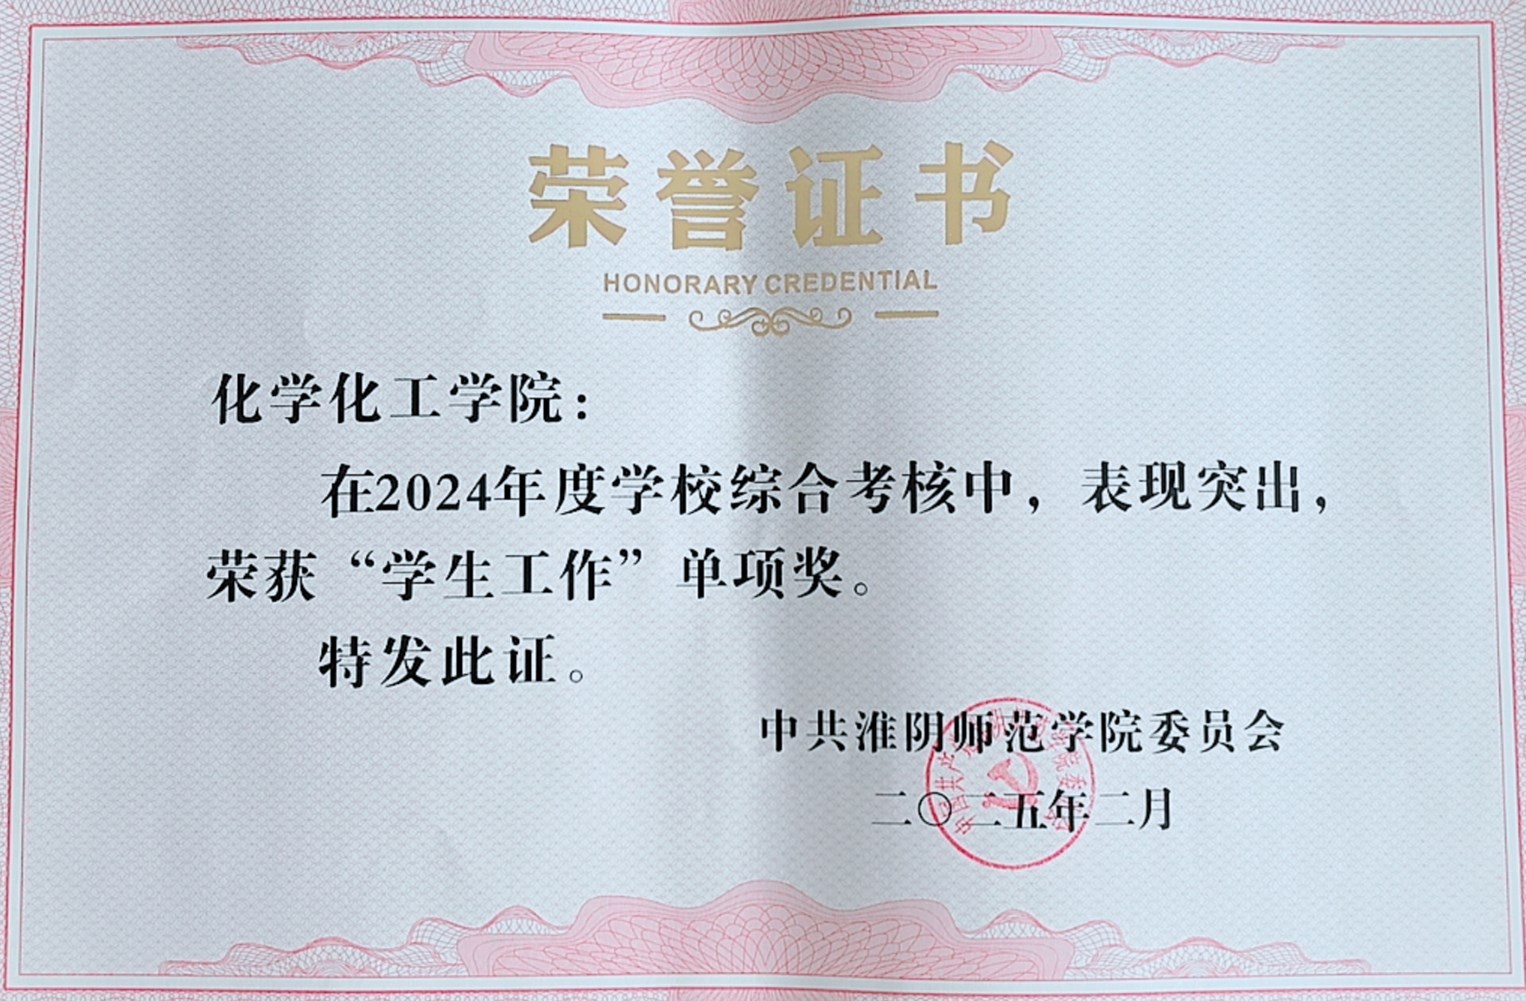 荣誉证书
HONORARY CREDENTIAL
化学化工学院：
在2024年度学校综合考核中，表现突出，
荣获“学生工作”单项奖。
特发此证。
中共淮阴师范学院委员会
二〇二五年二月